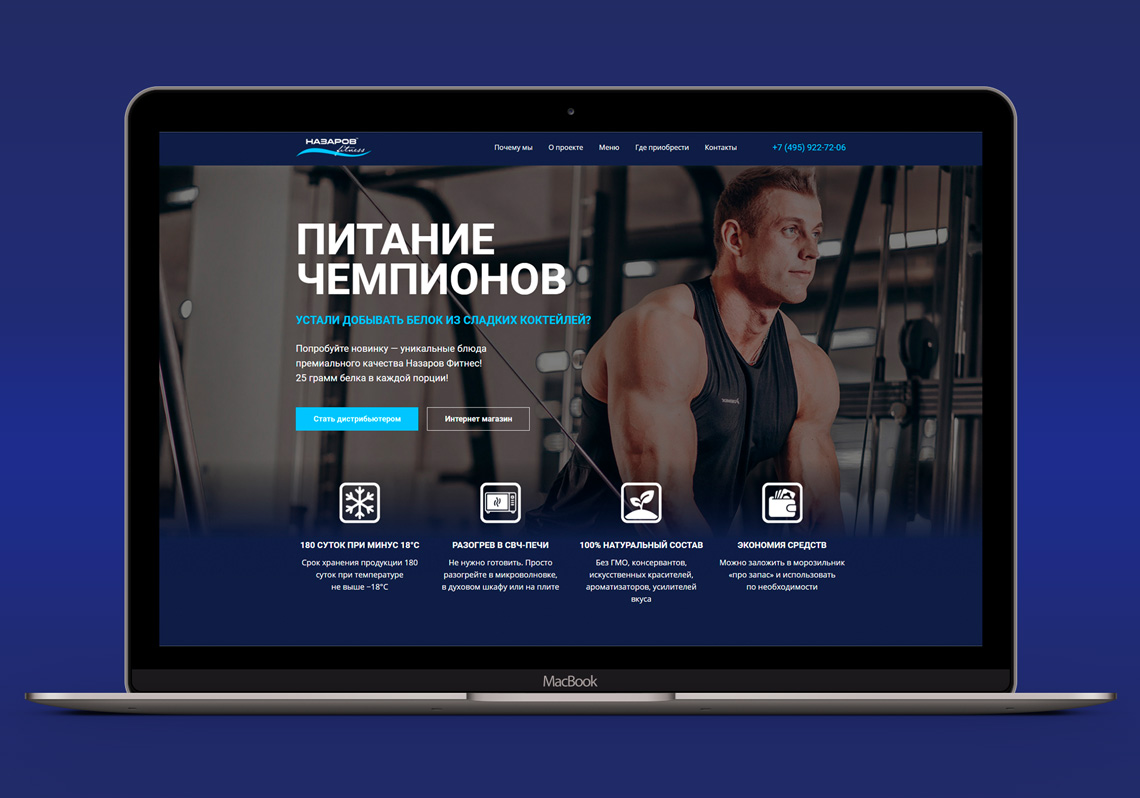 НАЗАРОВ
fitness
Почему мы О проекте Меню Где приобрести Контакты +7 (495) 922-72-06
ПИТАНИЕ
ЧЕМПИОНОВ
УСТАЛИ ДОБЫВАТЬ БЕЛОК ИЗ СЛАДКИХ КОКТЕЙЛЕЙ?
Попробуйте новинку — уникальные блюда
премиального качества Назаров Фитнес!
25 грамм белка в каждой порции!
Стать дистрибьютером Интернет магазин
180 СУТОК ПРИ МИНУС 18°C
Срок хранения продукции 180
суток при температуре
не выше −18°C
РАЗОГРЕВ В СВЧ-ПЕЧИ
Не нужно готовить. Просто
разогрейте в микроволновке,
в духовом шкафу или на плите
100% НАТУРАЛЬНЫЙ СОСТАВ
Без ГМО, консервантов,
искусственных красителей,
ароматизаторов, усилителей
вкуса
ЭКОНОМИЯ СРЕДСТВ
Можно заложить в морозильник
«про запас» и использовать
по необходимости
MacBook